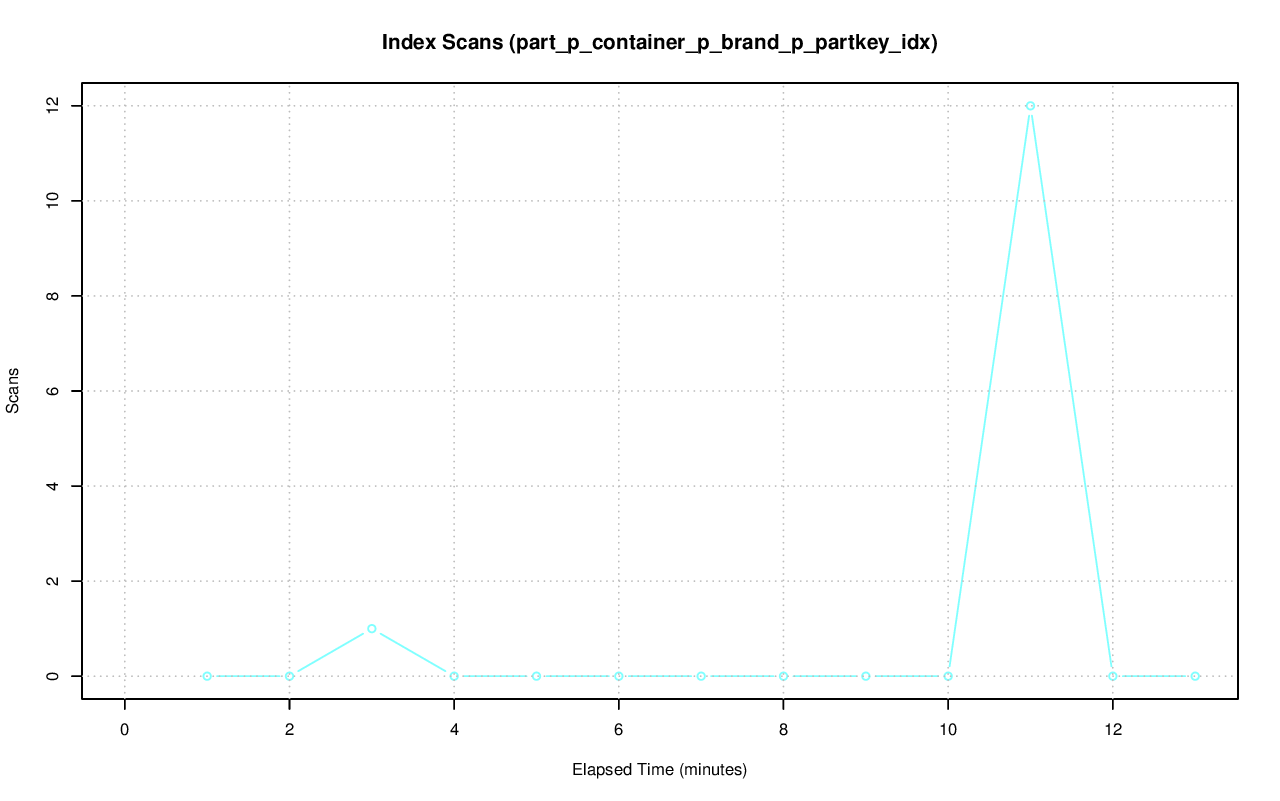 Index Scans (part_p_container_p_brand_p_partkey_idx)
12
10
8
6
4
2
0
Scans
0 2 4 6 8 10 12
Elapsed Time (minutes)